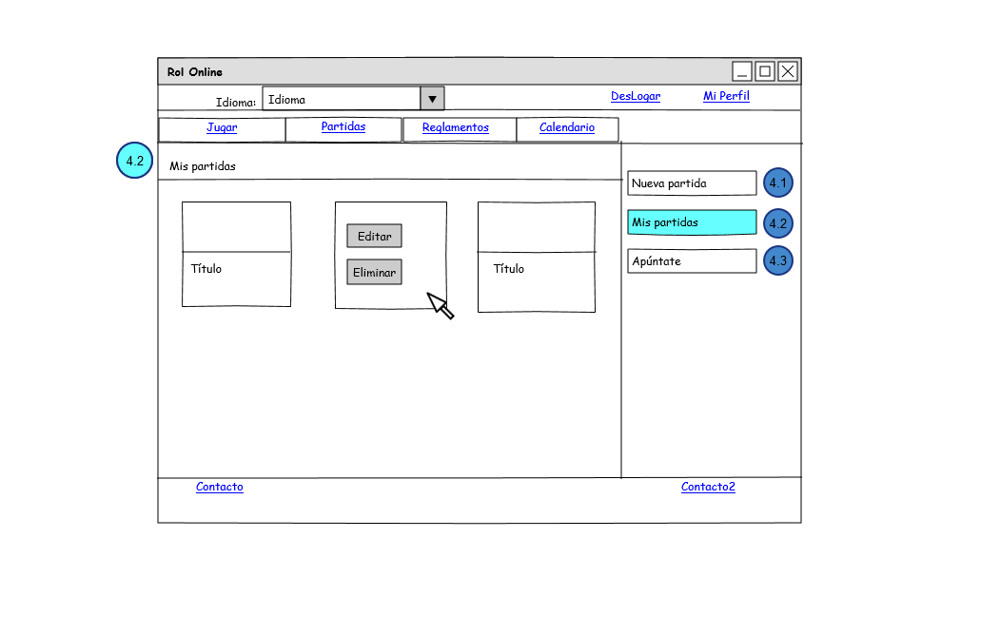 Rol Online
Idioma: Idioma
DesLogar Mi Perfil
Jugar Partidas Reglamentos Calendario
4.2
Mis partidas
Nueva partida 4.1
Mis partidas 4.2
Apúntate 4.3
Título
Editar
Eliminar
Título
Contacto Contacto2